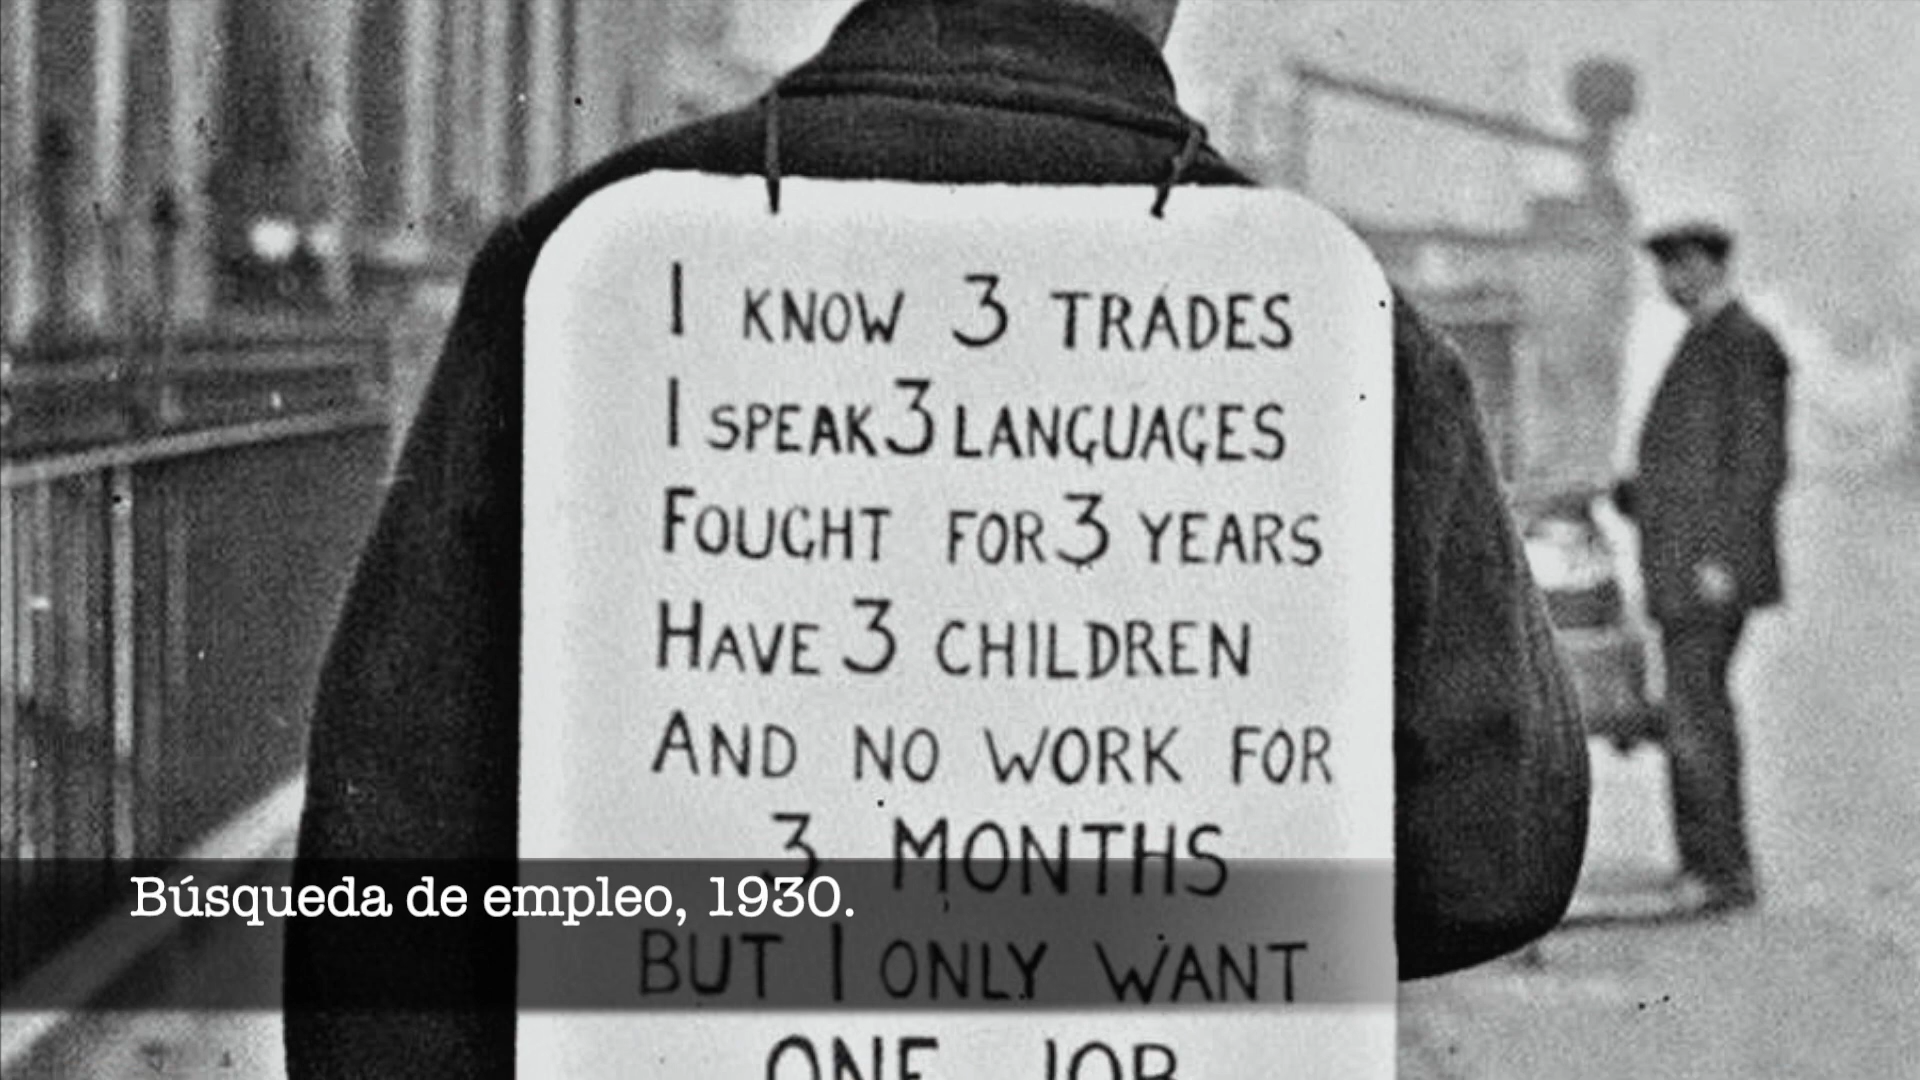 I KNOW 3 TRADES
I SPEAK 3 LANGUAGES
FOUGHT FOR 3 YEARS
HAVE 3 CHILDREN
AND NO WORK FOR
3 MONTHS
Búsqueda de empleo, 1930.
BUT I ONLY WANT
ONE JOB